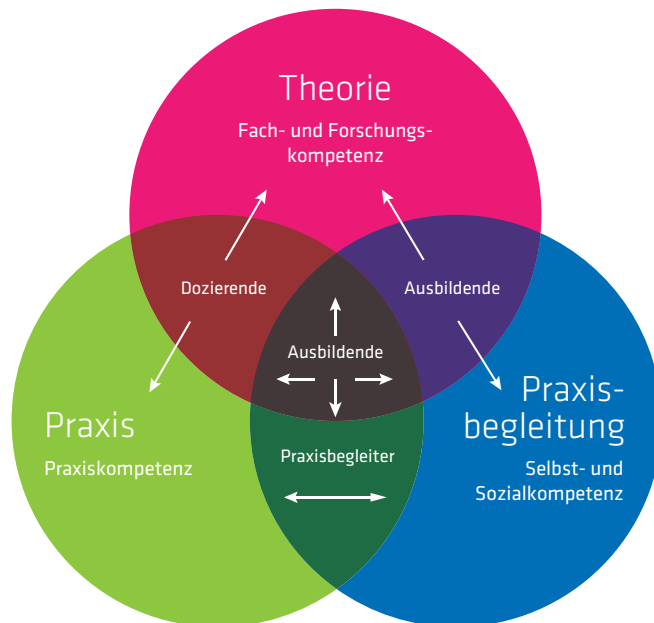 Theorie
Fach- und Forschungs-
kompetenz
Dozierende
Ausbildende
Ausbildende
Praxis
Praxiskompetenz
Praxis-
begleitung
Selbst- und
Sozialkompetenz
Praxisbegleiter